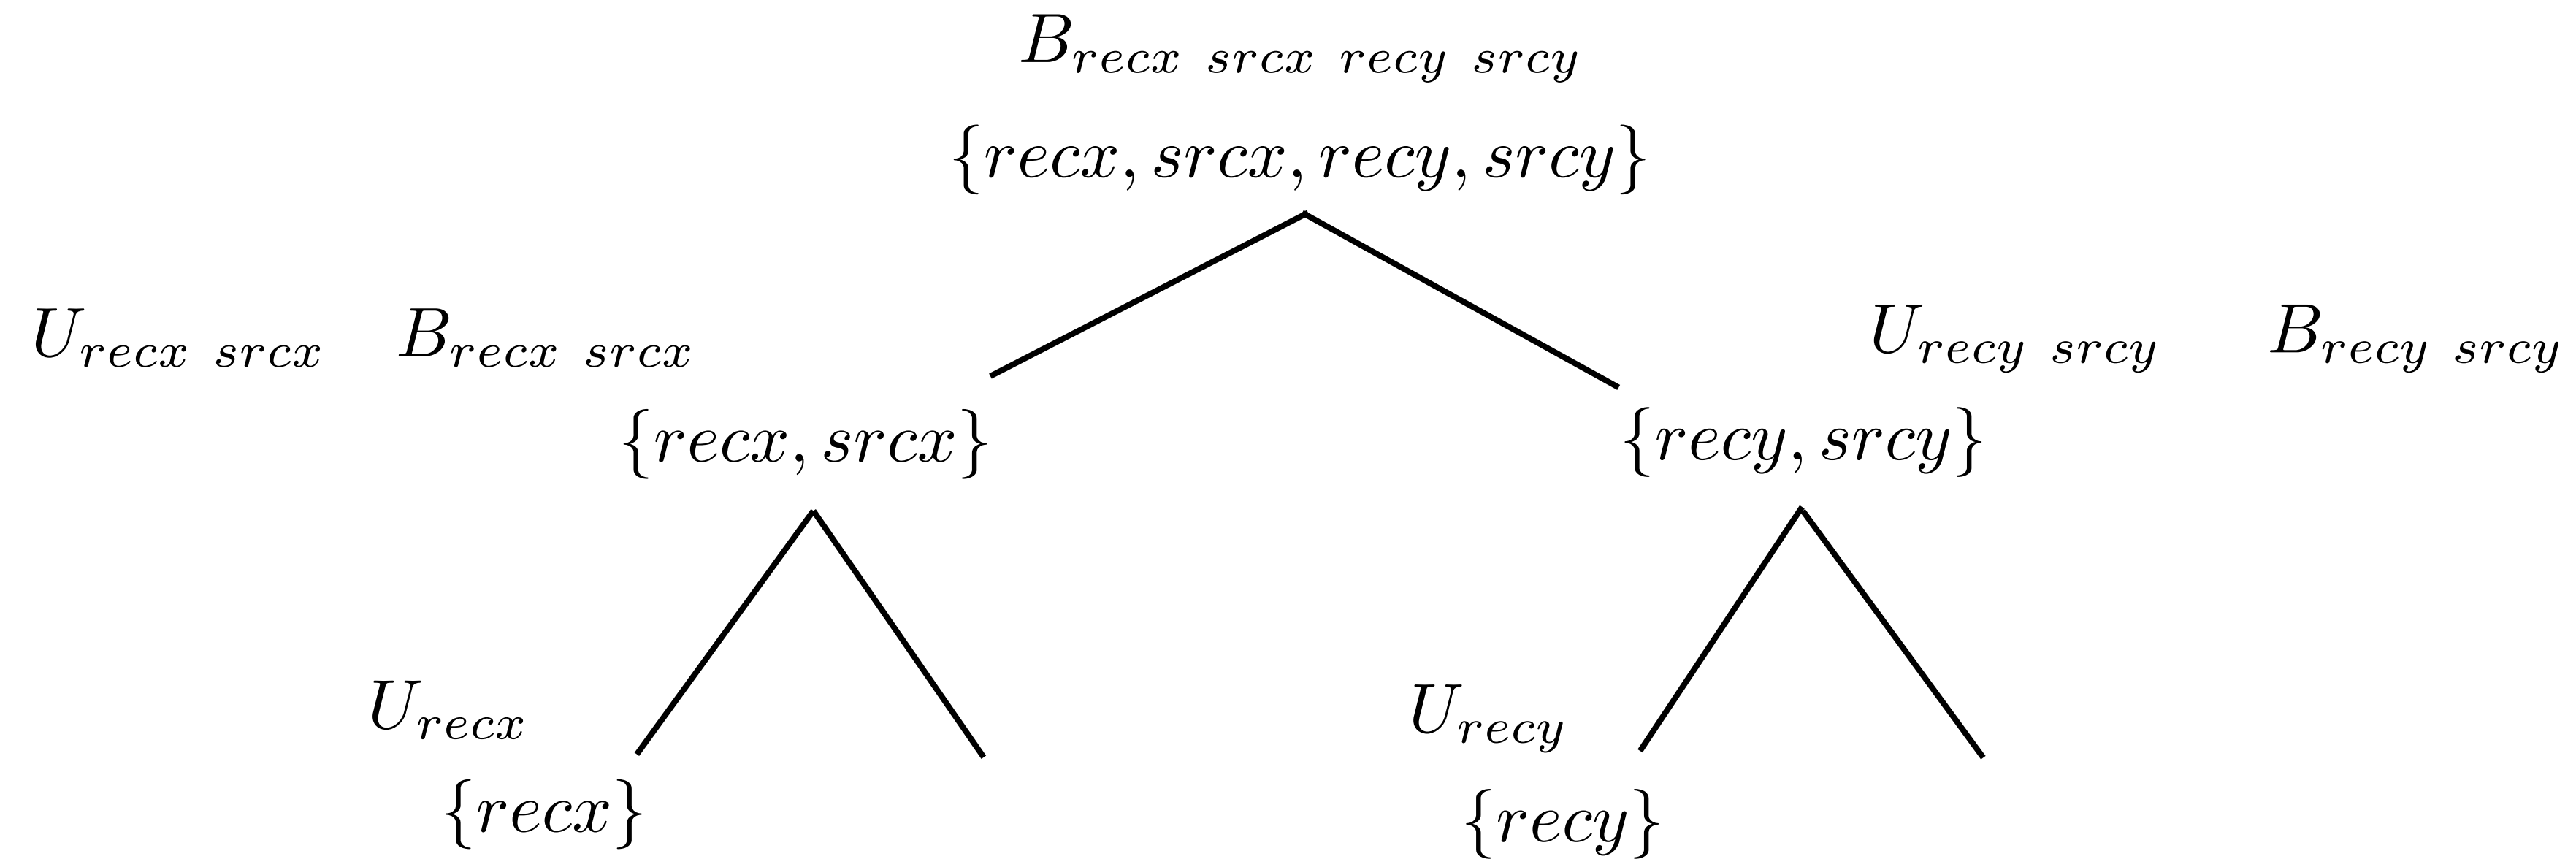 B_{recx srcx recy srcy}
{recx, srcx, recy, srcy}
U_{recx srcx} B_{recx srcx} U_{recy srcy} B_{recy srcy}
{recx, srcx} {recy, srcy}
U_{recx} U_{recy}
{recx} {recy}